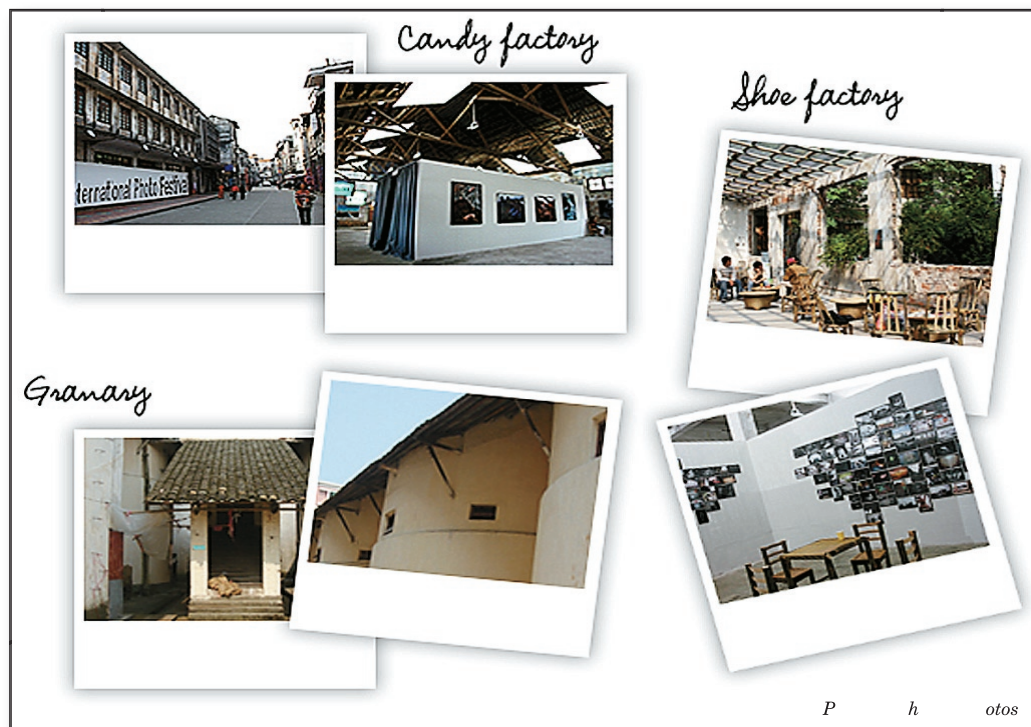 Candy factory
Shoe factory
nternational Photo Festival
Granary
P h otos